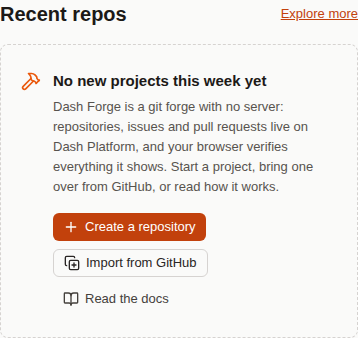 Recent repos
Explore more
No new projects this week yet
Dash Forge is a git forge with no server:
repositories, issues and pull requests live on
Dash Platform, and your browser verifies
everything it shows. Start a project, bring one
over from GitHub, or read how it works.
Create a repository
Import from GitHub
Read the docs